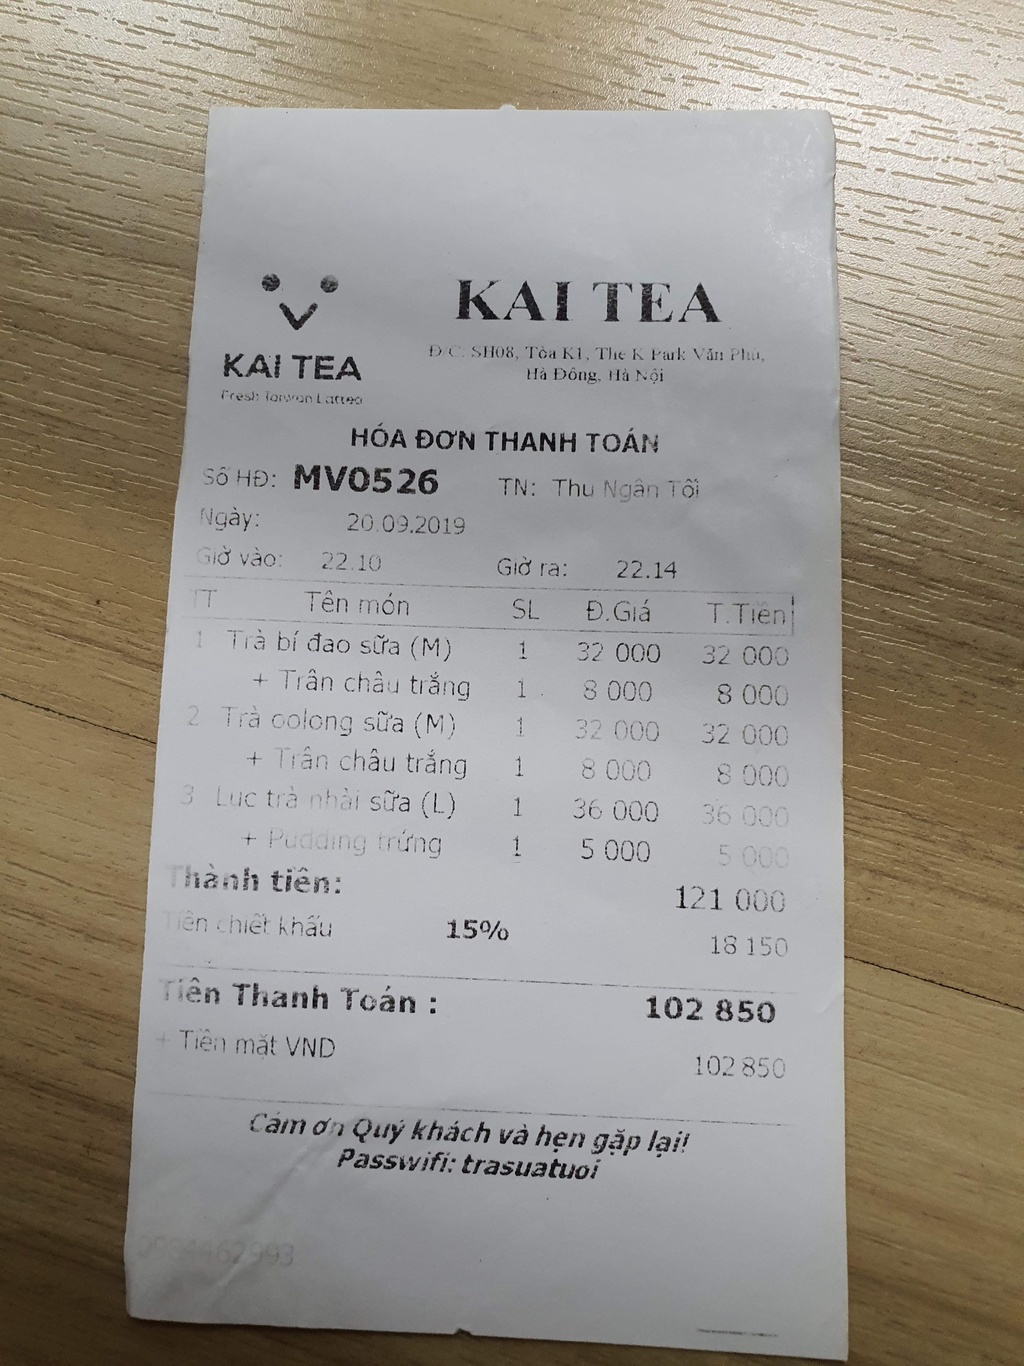 KAI TEA
Đ/C: SH08, Tòa K1, The K Park Văn Phú,
Hà Đông, Hà Nội
KAI TEA
Fresh Taiwan Lattea
HÓA ĐƠN THANH TOÁN
Số HĐ: MV0526 TN: Thu Ngân Tối
Ngày: 20.09.2019
Giờ vào: 22.10 Giờ ra: 22.14
TT Tên món SL Đ.Giá T.Tiền
1 Trà bí đao sữa (M) 1 32 000 32 000
+ Trân châu trắng 1 8 000 8 000
2 Trà oolong sữa (M) 1 32 000 32 000
+ Trân châu trắng 1 8 000 8 000
3 Lục trà nhài sữa (L) 1 36 000 36 000
+ Pudding trứng 1 5 000 5 000
Thành tiền: 121 000
Tiền chiết khấu 15% 18 150
Tiền Thanh Toán : 102 850
+ Tiền mặt VND 102 850
Cảm ơn Quý khách và hẹn gặp lại!
Passwifi: trasuatuoi